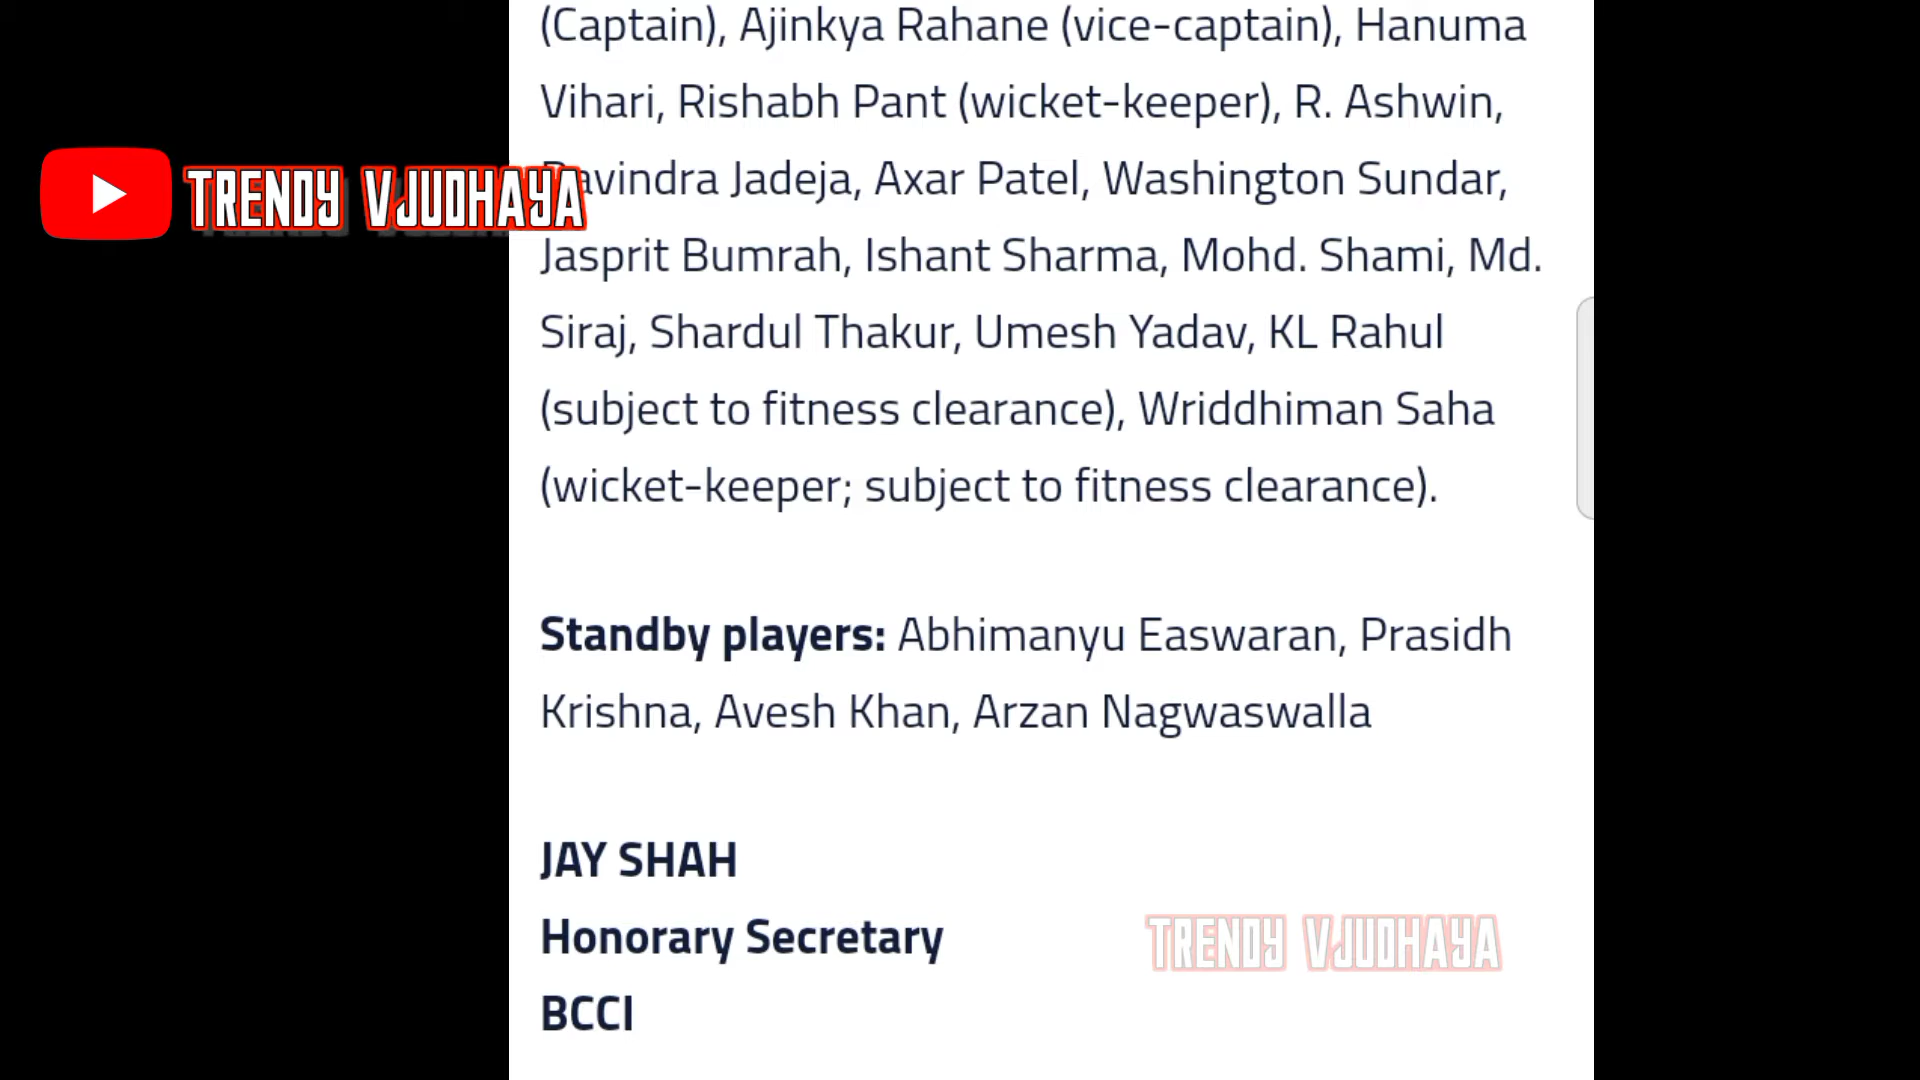 (Captain), Ajinkya Rahane (vice-captain), Hanuma
Vihari, Rishabh Pant (wicket-keeper), R. Ashwin,
TRENDY VJUDHAYA
Ravindra Jadeja, Axar Patel, Washington Sundar,
Jasprit Bumrah, Ishant Sharma, Mohd. Shami, Md.
Siraj, Shardul Thakur, Umesh Yadav, KL Rahul
(subject to fitness clearance), Wriddhiman Saha
(wicket-keeper; subject to fitness clearance).
Standby players: Abhimanyu Easwaran, Prasidh
Krishna, Avesh Khan, Arzan Nagwaswalla
JAY SHAH
Honorary Secretary
TRENDY VJUDHAYA
BCCI